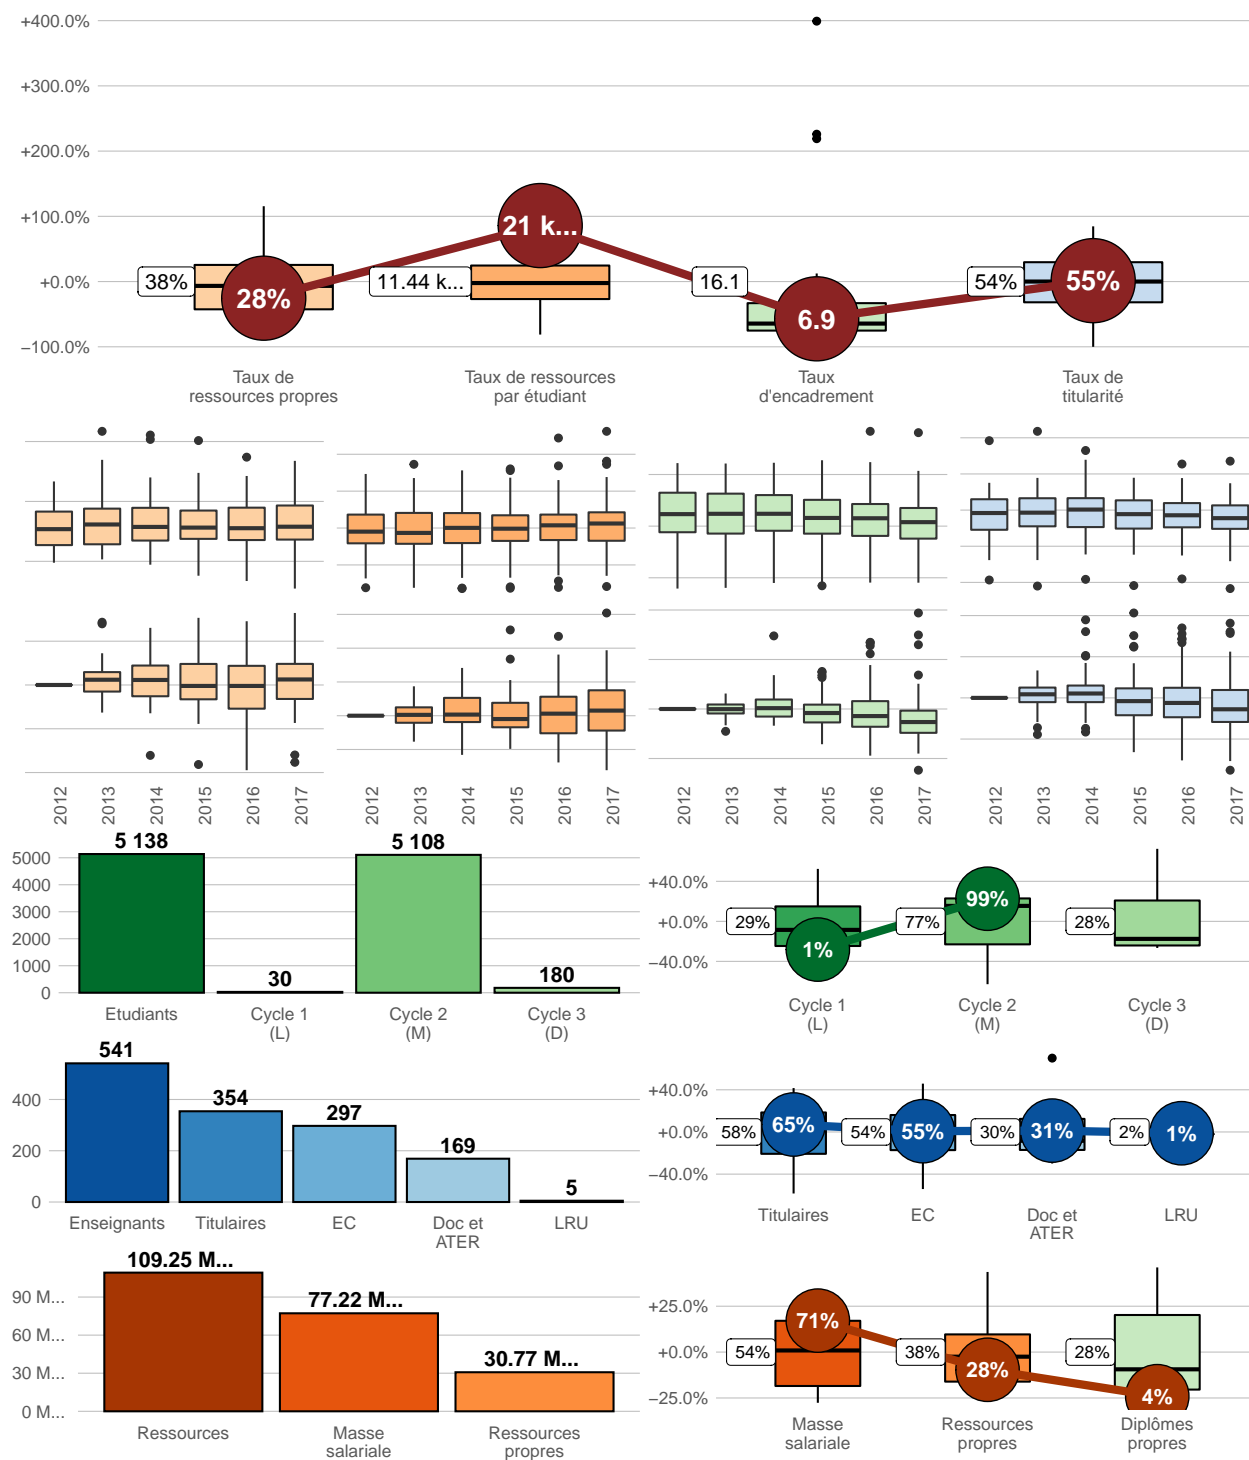 +400.0%
+300.0%
+200.0%
+100.0%
+0.0%
−100.0%
38%
28%
11.44 k...
21 k...
16.1
6.9
54%
55%
Taux de
ressources propres
Taux de ressources
par étudiant
Taux
d'encadrement
Taux de
titularité
2012
2013
2014
2015
2016
2017
2012
2013
2014
2015
2016
2017
2012
2013
2014
2015
2016
2017
2012
2013
2014
2015
2016
2017
5000
4000
3000
2000
1000
0
5 138
30
5 108
180
Etudiants
Cycle 1
(L)
Cycle 2
(M)
Cycle 3
(D)
+40.0%
+0.0%
−40.0%
29%
1%
77%
99%
28%
Cycle 1
(L)
Cycle 2
(M)
Cycle 3
(D)
400
200
0
541
354
297
169
5
Enseignants
Titulaires
EC
Doc et
ATER
LRU
+40.0%
+0.0%
−40.0%
58%
65%
54%
55%
30%
31%
2%
1%
Titulaires
EC
Doc et
ATER
LRU
90 M...
60 M...
30 M...
0 M...
109.25 M...
77.22 M...
30.77 M...
Ressources
Masse
salariale
Ressources
propres
+25.0%
+0.0%
−25.0%
54%
71%
38%
28%
28%
4%
Masse
salariale
Ressources
propres
Diplômes
propres